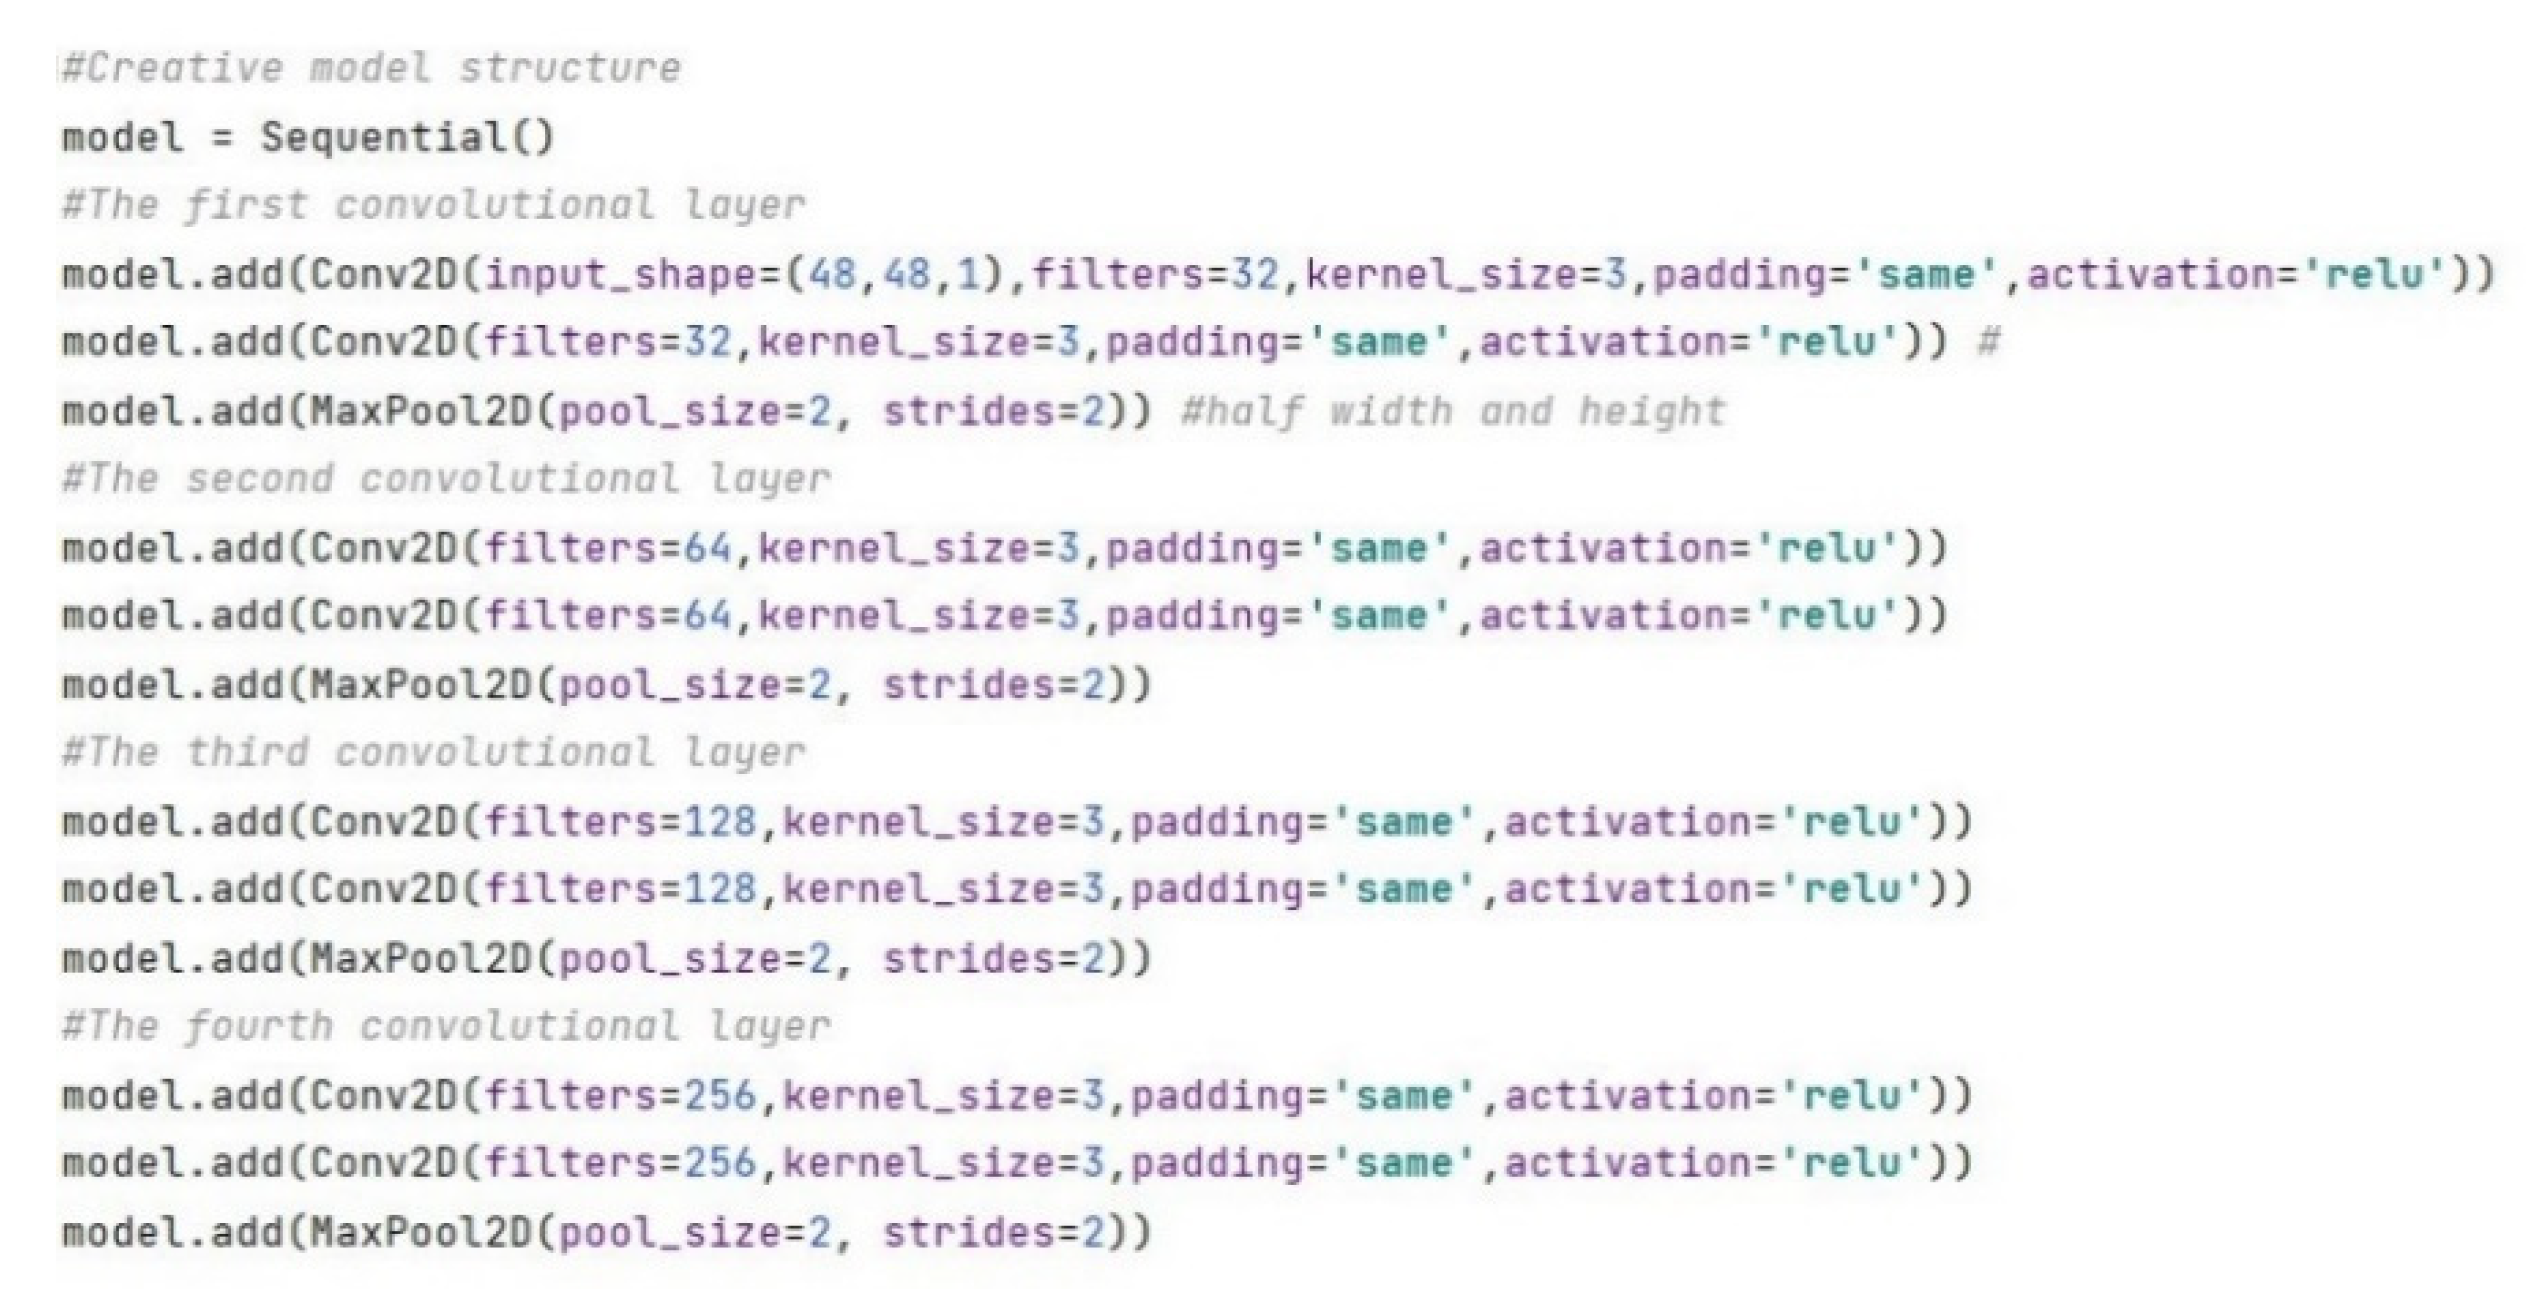 #Creative model structure
model = Sequential()
#The first convolutional layer
model.add(Conv2D(input_shape=(48,48,1),filters=32,kernel_size=3,padding='same',activation='relu'))
model.add(Conv2D(filters=32,kernel_size=3,padding='same',activation='relu')) #
model.add(MaxPool2D(pool_size=2, strides=2)) #half width and height
#The second convolutional layer
model.add(Conv2D(filters=64,kernel_size=3,padding='same',activation='relu'))
model.add(Conv2D(filters=64,kernel_size=3,padding='same',activation='relu'))
model.add(MaxPool2D(pool_size=2, strides=2))
#The third convolutional layer
model.add(Conv2D(filters=128,kernel_size=3,padding='same',activation='relu'))
model.add(Conv2D(filters=128,kernel_size=3,padding='same',activation='relu'))
model.add(MaxPool2D(pool_size=2, strides=2))
#The fourth convolutional layer
model.add(Conv2D(filters=256,kernel_size=3,padding='same',activation='relu'))
model.add(Conv2D(filters=256,kernel_size=3,padding='same',activation='relu'))
model.add(MaxPool2D(pool_size=2, strides=2))